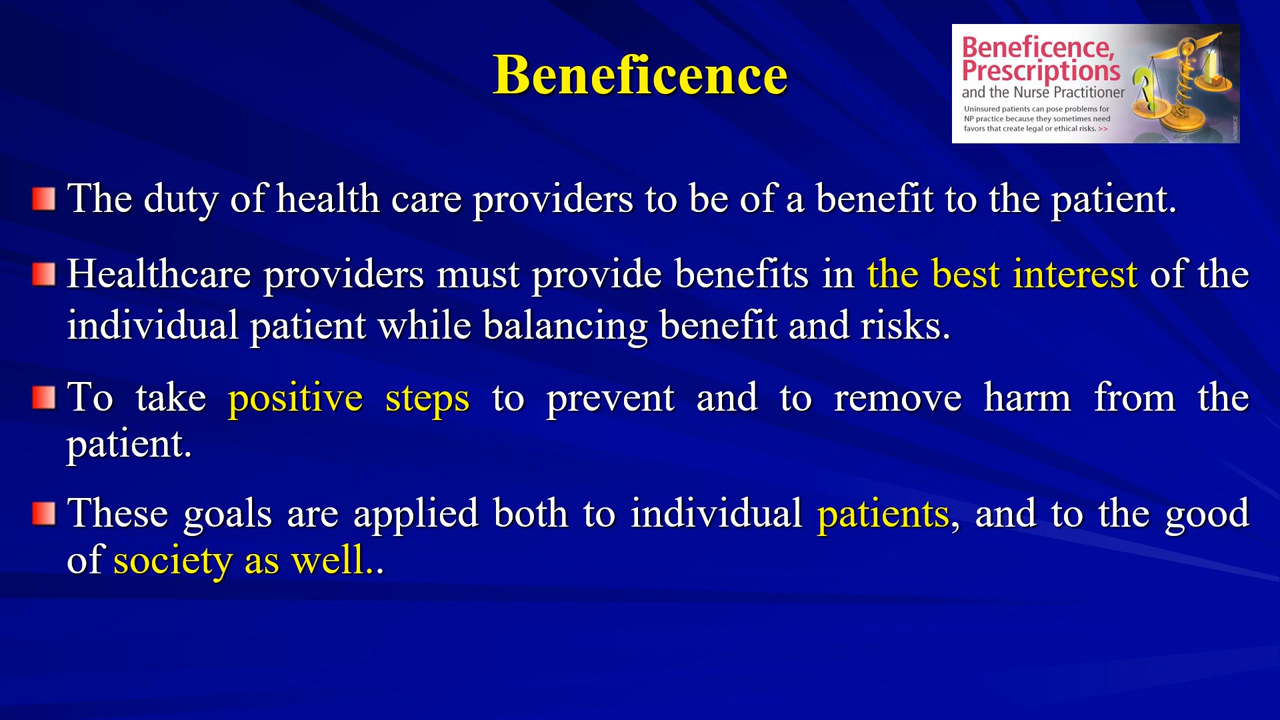 Beneficence
Beneficence,
Prescriptions
and the Nurse Practitioner
Uninsured patients can pose problems for
NP practice because they sometimes need
favors that create legal or ethical risks. >>
ADVANCE
The duty of health care providers to be of a benefit to the patient.
Healthcare providers must provide benefits in the best interest of the
individual patient while balancing benefit and risks.
To take positive steps to prevent and to remove harm from the
patient.
These goals are applied both to individual patients, and to the good
of society as well..